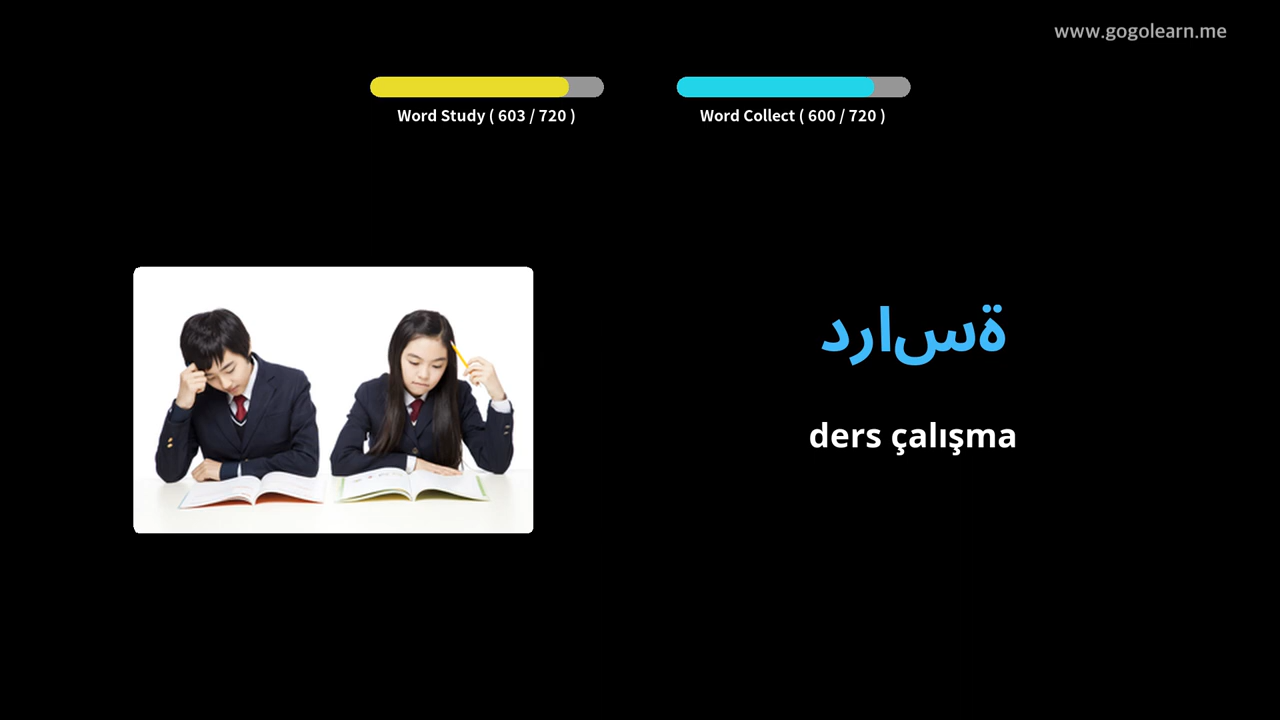 www.gogolearn.me
Word Study ( 603 / 720 )
Word Collect ( 600 / 720 )
ةسارد
ders çalışma